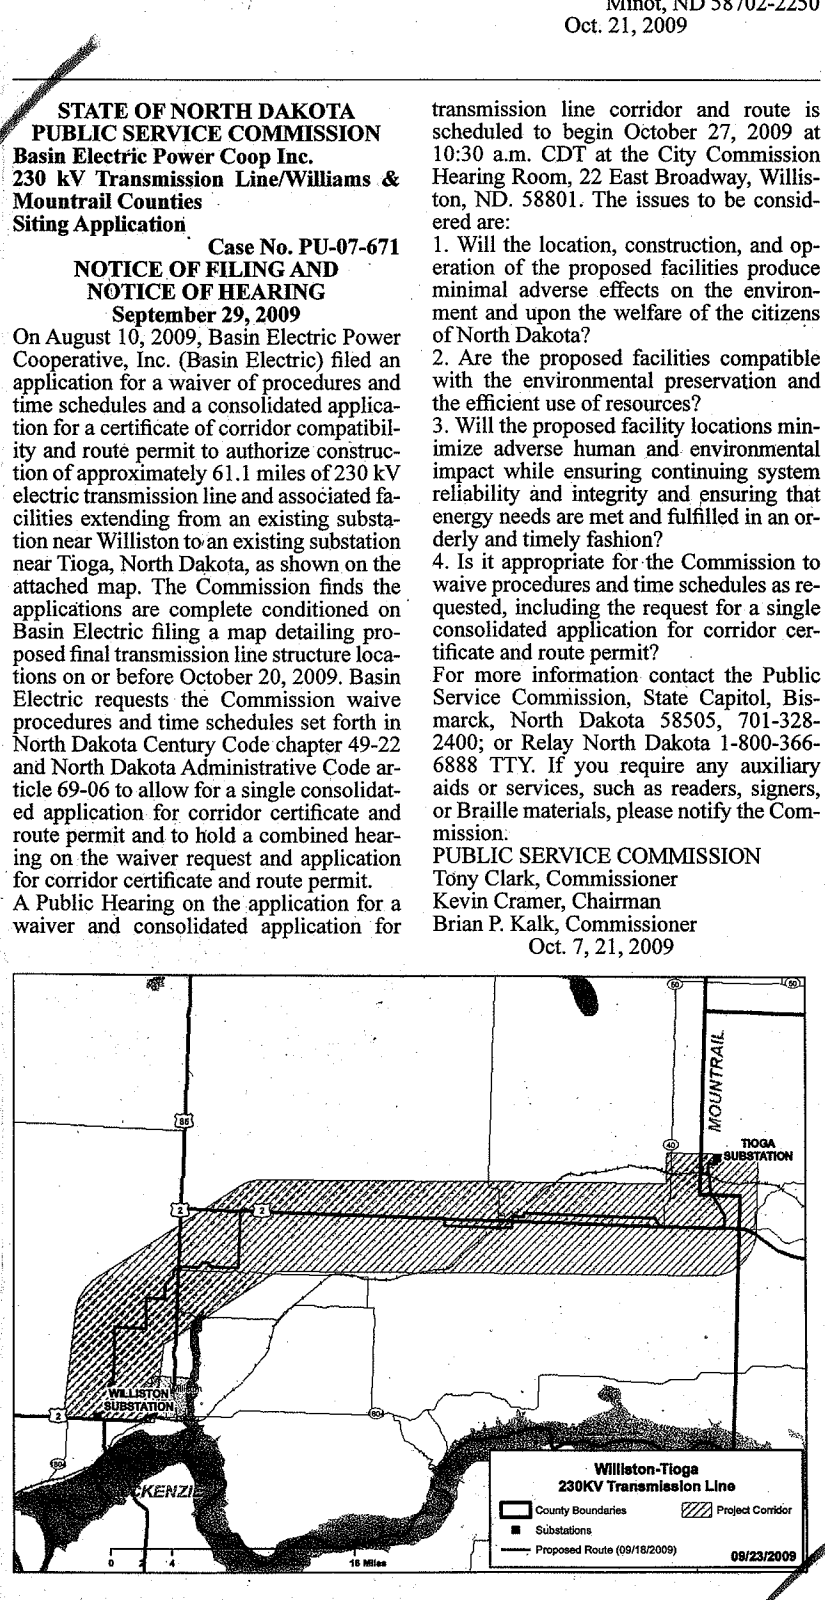 Minot, ND 58702-2250
Oct. 21, 2009
STATE OF NORTH DAKOTA
PUBLIC SERVICE COMMISSION
Basin Electric Power Coop Inc.
230 kV Transmission Line/Williams &
Mountrail Counties
Siting Application
Case No. PU-07-671
NOTICE OF FILING AND
NOTICE OF HEARING
September 29, 2009
On August 10, 2009, Basin Electric Power
Cooperative, Inc. (Basin Electric) filed an
application for a waiver of procedures and
time schedules and a consolidated applica-
tion for a certificate of corridor compatibil-
ity and route permit to authorize construc-
tion of approximately 61.1 miles of 230 kV
electric transmission line and associated fa-
cilities extending from an existing substa-
tion near Williston to an existing substation
near Tioga, North Dakota, as shown on the
attached map. The Commission finds the
applications are complete conditioned on
Basin Electric filing a map detailing pro-
posed final transmission line structure loca-
tions on or before October 20, 2009. Basin
Electric requests the Commission waive
procedures and time schedules set forth in
North Dakota Century Code chapter 49-22
and North Dakota Administrative Code ar-
ticle 69-06 to allow for a single consolidat-
ed application for corridor certificate and
route permit and to hold a combined hear-
ing on the waiver request and application
for corridor certificate and route permit.
A Public Hearing on the application for a
waiver and consolidated application for
transmission line corridor and route is
scheduled to begin October 27, 2009 at
10:30 a.m. CDT at the City Commission
Hearing Room, 22 East Broadway, Willis-
ton, ND. 58801. The issues to be consid-
ered are:
1. Will the location, construction, and op-
eration of the proposed facilities produce
minimal adverse effects on the environ-
ment and upon the welfare of the citizens
of North Dakota?
2. Are the proposed facilities compatible
with the environmental preservation and
the efficient use of resources?
3. Will the proposed facility locations min-
imize adverse human and environmental
impact while ensuring continuing system
reliability and integrity and ensuring that
energy needs are met and fulfilled in an or-
derly and timely fashion?
4. Is it appropriate for the Commission to
waive procedures and time schedules as re-
quested, including the request for a single
consolidated application for corridor cer-
tificate and route permit?
For more information contact the Public
Service Commission, State Capitol, Bis-
marck, North Dakota 58505, 701-328-
2400; or Relay North Dakota 1-800-366-
6888 TTY. If you require any auxiliary
aids or services, such as readers, signers,
or Braille materials, please notify the Com-
mission.
PUBLIC SERVICE COMMISSION
Tony Clark, Commissioner
Kevin Cramer, Chairman
Brian P. Kalk, Commissioner
Oct. 7, 21, 2009
50
50
MOUNTRAIL
85
40
TIOGA
SUBSTATION
2
2
WILLISTON
SUBSTATION
2
CKENZIE
0 2 4 16 Miles
Williston-Tioga
230KV Transmission Line
County Boundaries
Project Corridor
Substations
Proposed Route (09/18/2009)
09/23/2009